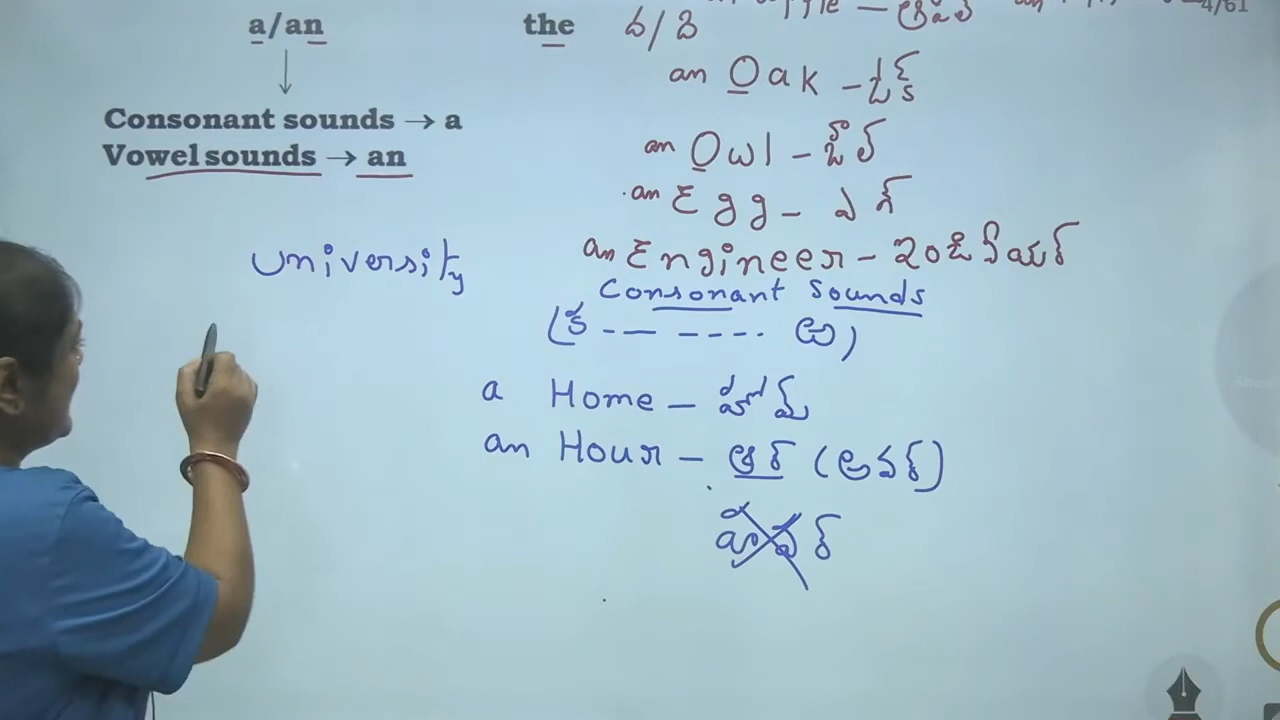 a/an the ద/ది
an Oak - ఓక్
Consonant sounds → a
Vowel sounds → an
an Owl - ఔల్
an Egg - ఎగ్
University
an Engineer - ఇంజినీయర్
Consonant Sounds
(క - - - - - - - ఱ)
a Home - హోమ్
an Hour - ఆర్ (అవర్)